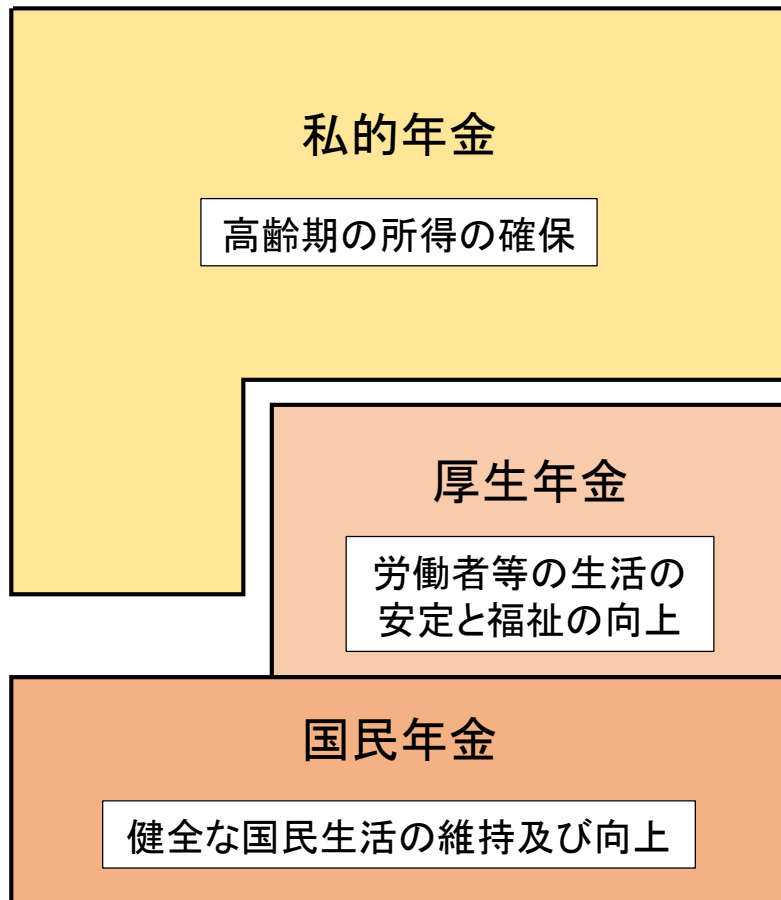 私的年金
高齢期の所得の確保
厚生年金
労働者等の生活の
安定と福祉の向上
国民年金
健全な国民生活の維持及び向上